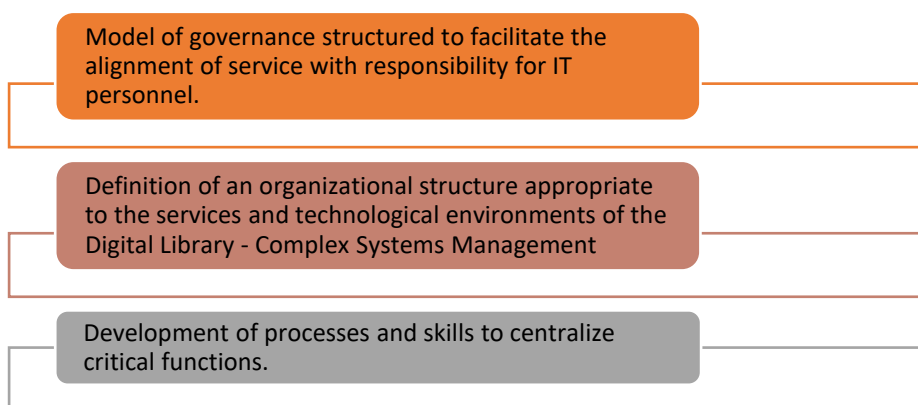 Model of governance structured to facilitate the
alignment of service with responsibility for IT
personnel.
Definition of an organizational structure appropriate
to the services and technological environments of the
Digital Library - Complex Systems Management
Development of processes and skills to centralize
critical functions.